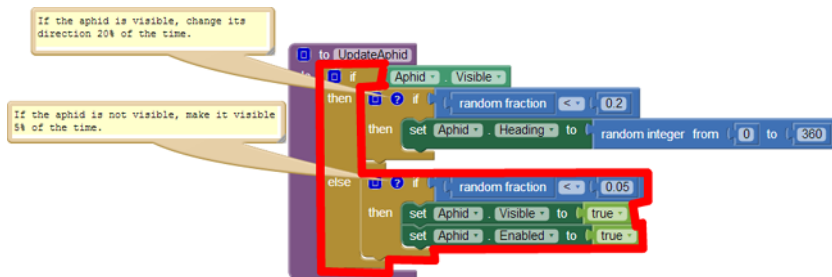 If the aphid is visible, change its
direction 20% of the time.
to UpdateAphid
if Aphid . Visible
then if random fraction < 0.2
If the aphid is not visible, make it visible
5% of the time.
then set Aphid . Heading to random integer from 0 to 360
else if random fraction < 0.05
then set Aphid . Visible to true
set Aphid . Enabled to true